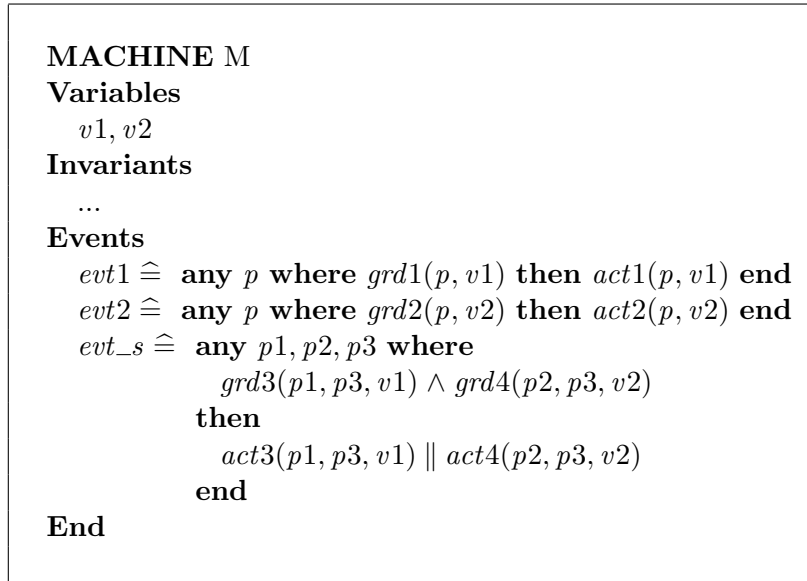 MACHINE M
Variables
v1, v2
Invariants
...
Events
evt1 ≙ any p where grd1(p, v1) then act1(p, v1) end
evt2 ≙ any p where grd2(p, v2) then act2(p, v2) end
evt_s ≙ any p1, p2, p3 where
grd3(p1, p3, v1) ∧ grd4(p2, p3, v2)
then
act3(p1, p3, v1) ∥ act4(p2, p3, v2)
end
End